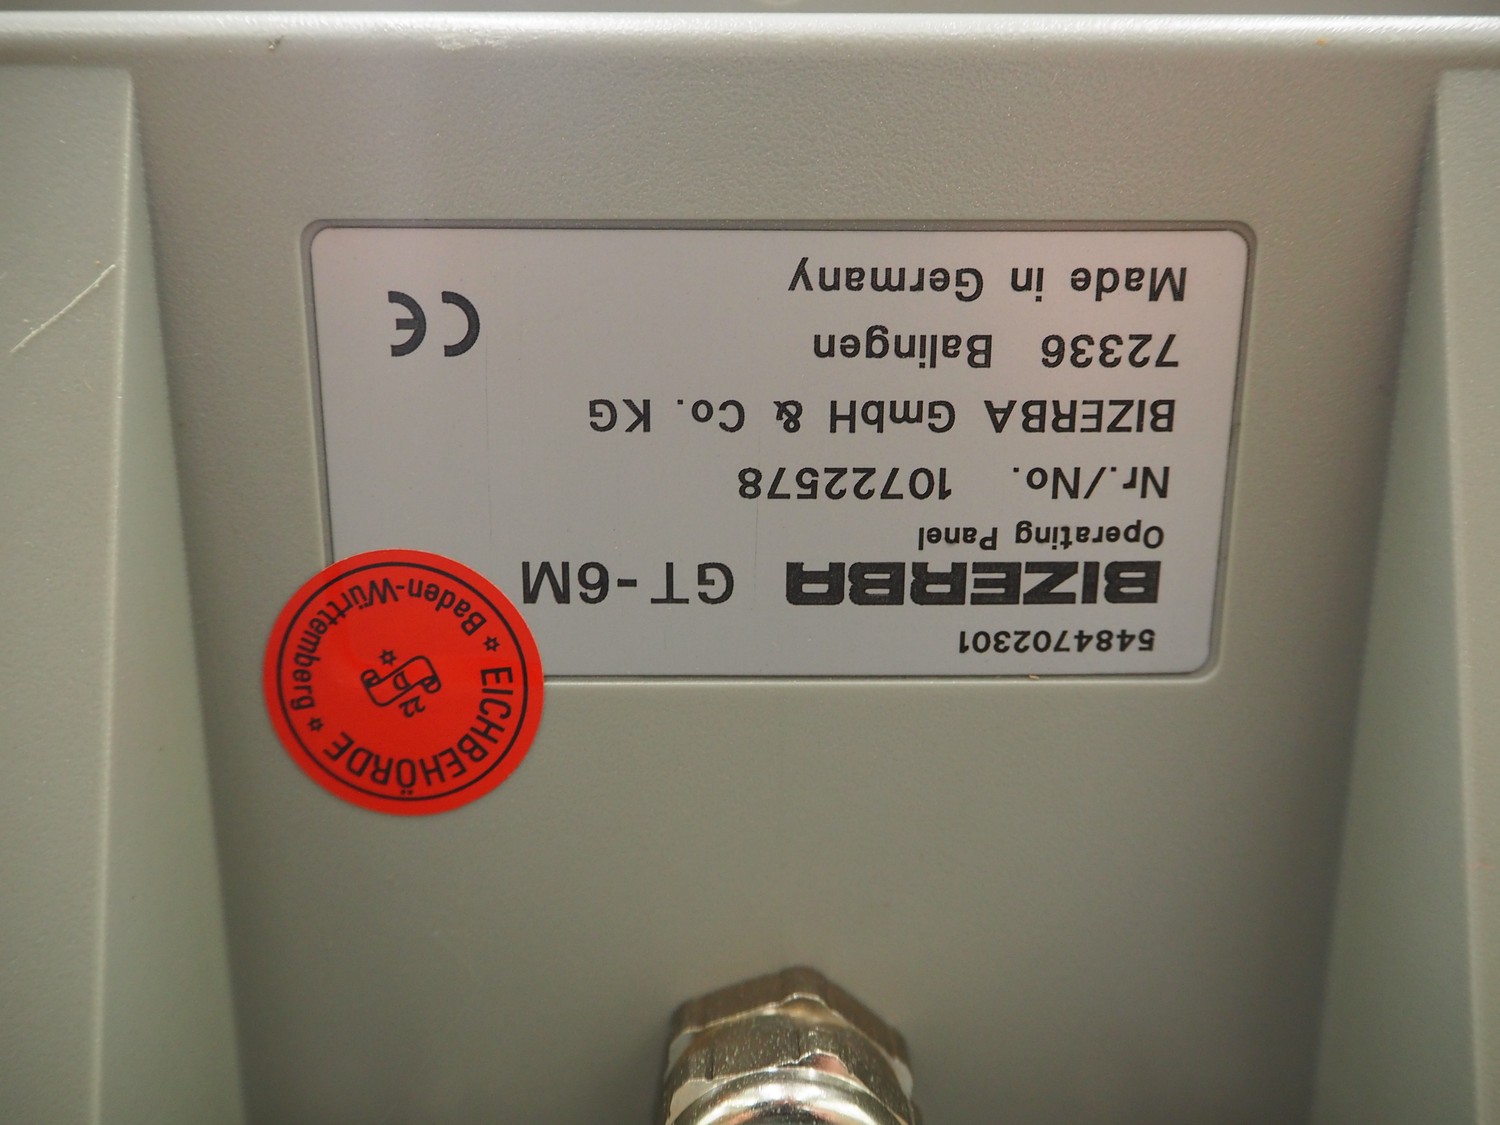 5484702301
BIZERBA GT-6M
Operating Panel
Nr./No. 10722578
BIZERBA GmbH & Co. KG
72336 Balingen
Made in Germany
CE
EICHBEHÖRDE
* Baden-Württemberg *
22
D